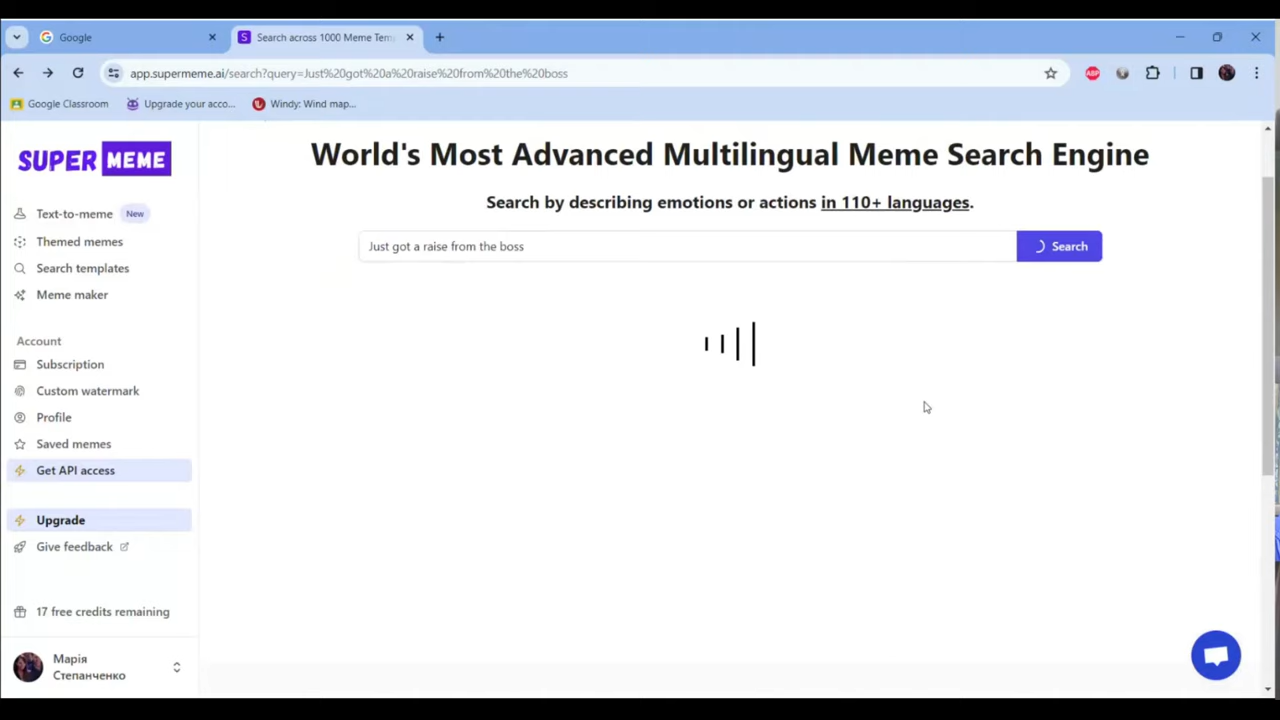 Google
Search across 1000 Meme Tem
app.supermeme.ai/search?query=Just%20got%20a%20raise%20from%20the%20boss
ABP
Google Classroom
Upgrade your acco...
Windy: Wind map...
SUPER MEME
Text-to-meme New
Themed memes
Search templates
Meme maker
Account
Subscription
Custom watermark
Profile
Saved memes
Get API access
Upgrade
Give feedback
17 free credits remaining
Марія
Степанченко
World's Most Advanced Multilingual Meme Search Engine
Search by describing emotions or actions in 110+ languages.
Just got a raise from the boss
Search